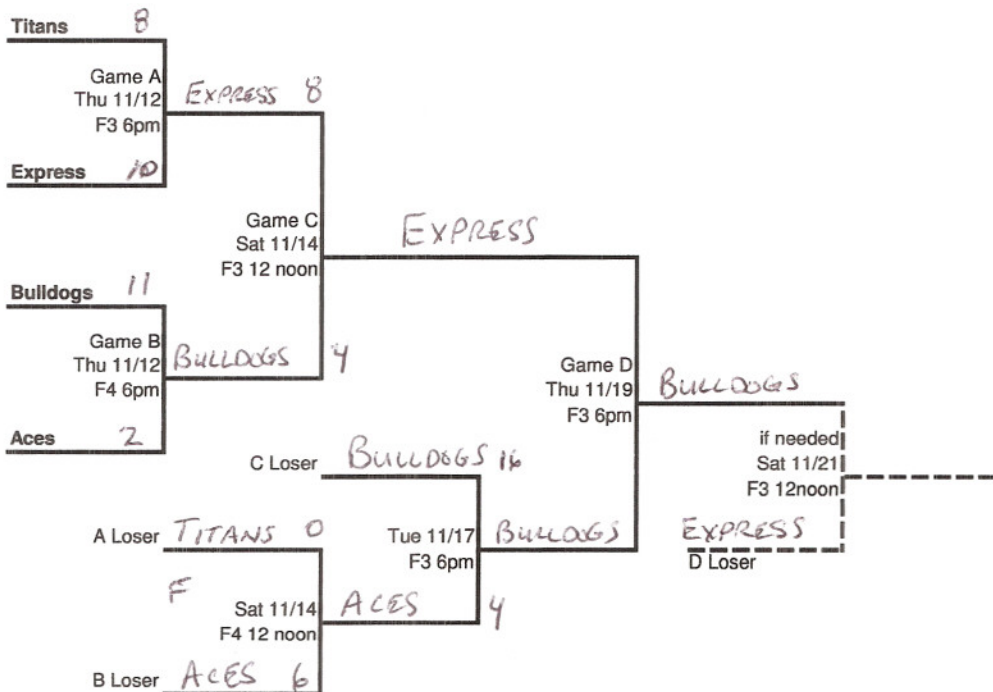 Titans 8
Game A
Thu 11/12
F3 6pm
EXPRESS 8
Express 10
Game C
Sat 11/14
F3 12 noon
EXPRESS
Bulldogs 11
Game B
Thu 11/12
F4 6pm
BULLDOGS 4
Aces 2
Game D
Thu 11/19
F3 6pm
BULLDOGS
if needed
Sat 11/21
F3 12noon
C Loser BULLDOGS 16
A Loser TITANS 0
Tue 11/17
F3 6pm
BULLDOGS
EXPRESS
D Loser
F
Sat 11/14
F4 12 noon
ACES 4
B Loser ACES 6